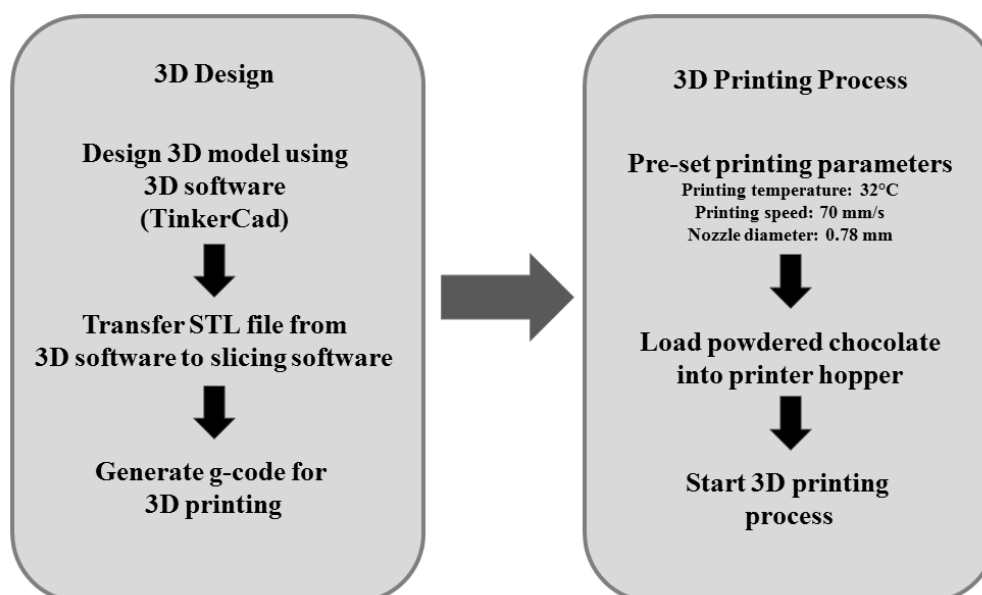 3D Design
Design 3D model using
3D software
(TinkerCad)
Transfer STL file from
3D software to slicing software
Generate g-code for
3D printing
3D Printing Process
Pre-set printing parameters
Printing temperature: 32°C
Printing speed: 70 mm/s
Nozzle diameter: 0.78 mm
Load powdered chocolate
into printer hopper
Start 3D printing
process